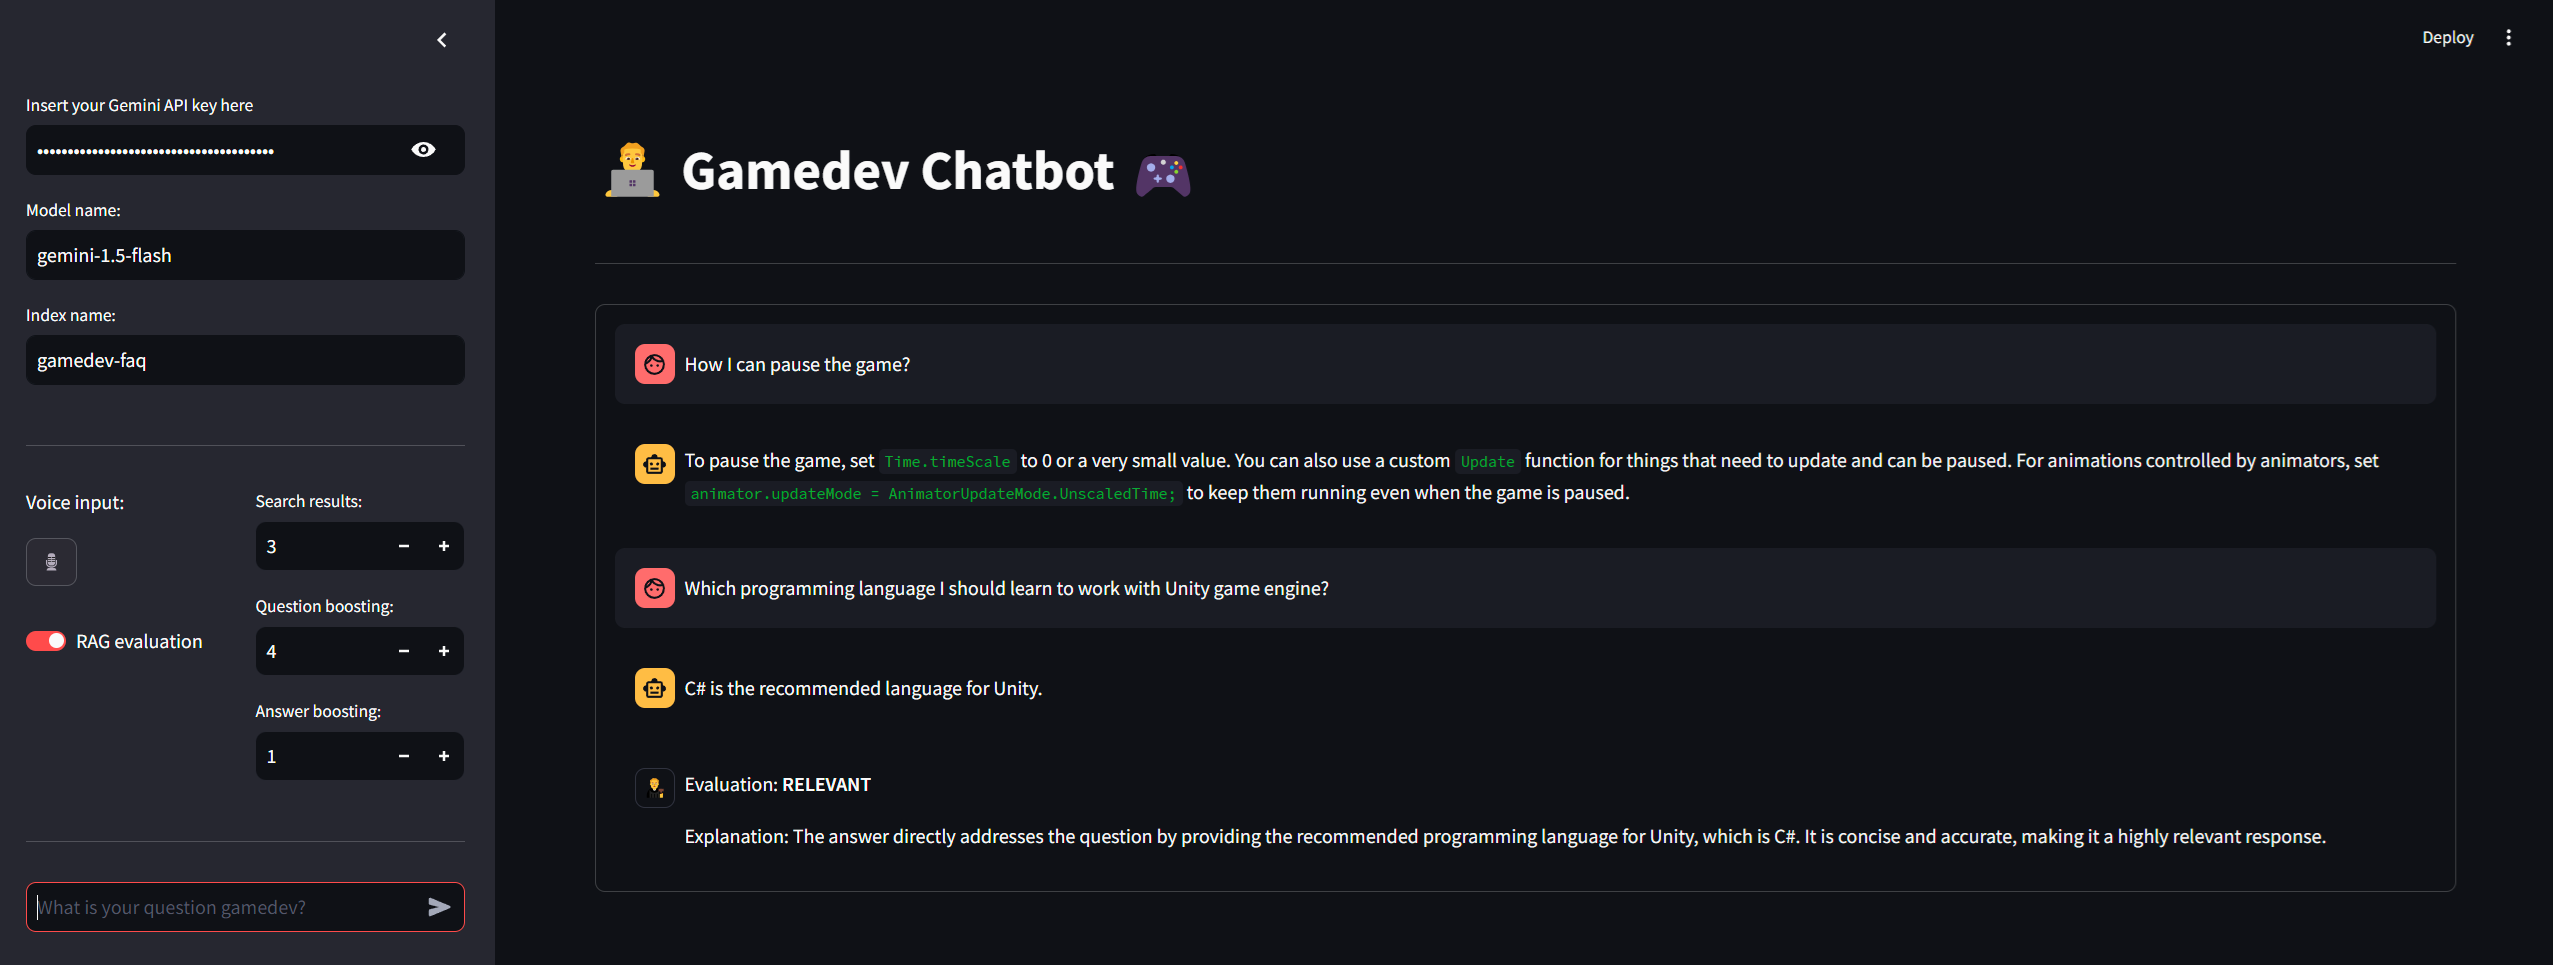 Insert your Gemini API key here
Model name:
gemini-1.5-flash
Index name:
gamedev-faq
Voice input:
RAG evaluation
Search results:
3
Question boosting:
4
Answer boosting:
1
What is your question gamedev?
Deploy
Gamedev Chatbot
How I can pause the game?
To pause the game, set Time.timeScale to 0 or a very small value. You can also use a custom Update function for things that need to update and can be paused. For animations controlled by animators, set
animator.updateMode = AnimatorUpdateMode.UnscaledTime; to keep them running even when the game is paused.
Which programming language I should learn to work with Unity game engine?
C# is the recommended language for Unity.
Evaluation: RELEVANT
Explanation: The answer directly addresses the question by providing the recommended programming language for Unity, which is C#. It is concise and accurate, making it a highly relevant response.